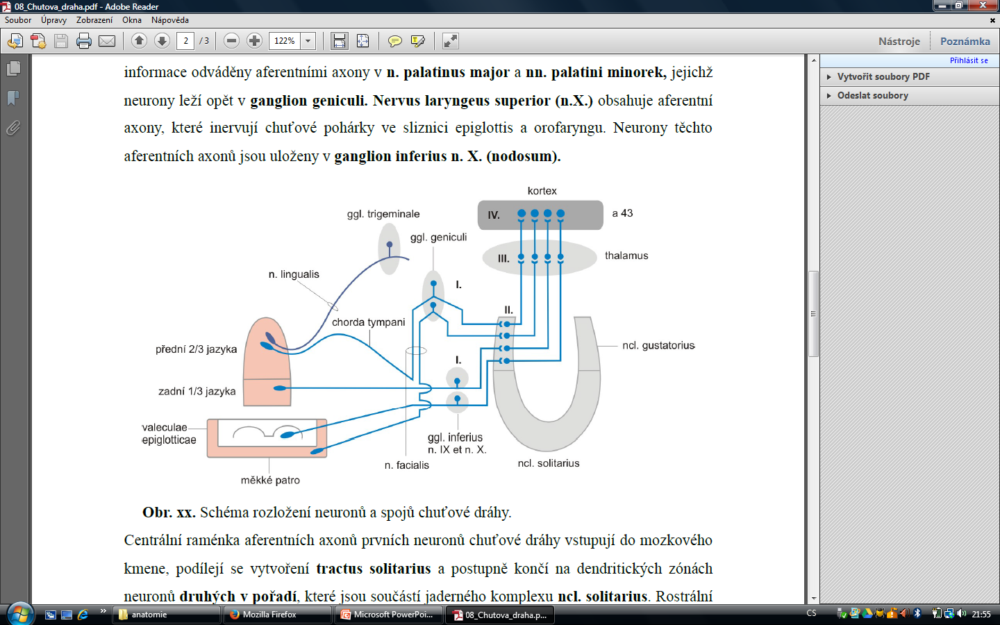 08_Chutova_draha.pdf - Adobe Reader
Soubor Úpravy Zobrazení Okna Nápověda
2 / 3 122% Nástroje Poznámka
Přihlásit se
Vytvořit soubory PDF
Odeslat soubory
informace odváděny aferentními axony v n. palatinus major a nn. palatini minorek, jejichž
neurony leží opět v ganglion geniculi. Nervus laryngeus superior (n.X.) obsahuje aferentní
axony, které inervují chuťové pohárky ve sliznici epiglottis a orofaryngu. Neurony těchto
aferentních axonů jsou uloženy v ganglion inferius n. X. (nodosum).
kortex
ggl. trigeminale
IV.
a 43
ggl. geniculi
thalamus
III.
n. lingualis
I.
II.
chorda tympani
přední 2/3 jazyka
ncl. gustatorius
I.
zadní 1/3 jazyka
valeculae
epiglotticae
ggl. inferius
n. IX et n. X.
n. facialis
ncl. solitarius
měkké patro
Obr. xx. Schéma rozložení neuronů a spojů chuťové dráhy.
Centrální raménka aferentních axonů prvních neuronů chuťové dráhy vstupují do mozkového
kmene, podílejí se vytvoření tractus solitarius a postupně končí na dendritických zónách
neuronů druhých v pořadí, které jsou součástí jaderného komplexu ncl. solitarius. Rostrální
anatomie Mozilla Firefox Microsoft PowerPoi... 08_Chutova_draha.p... CS 21:55